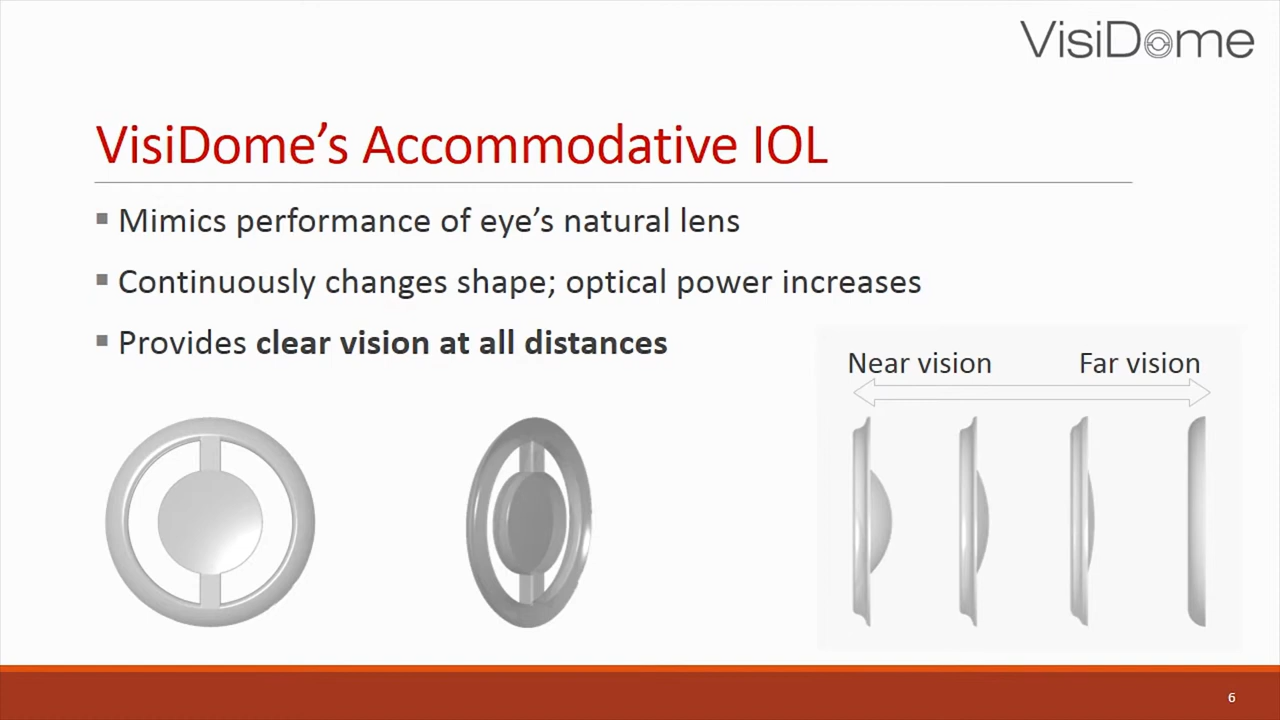 VisiDome
VisiDome’s Accommodative IOL
▪ Mimics performance of eye’s natural lens
▪ Continuously changes shape; optical power increases
▪ Provides clear vision at all distances
Near vision Far vision
6